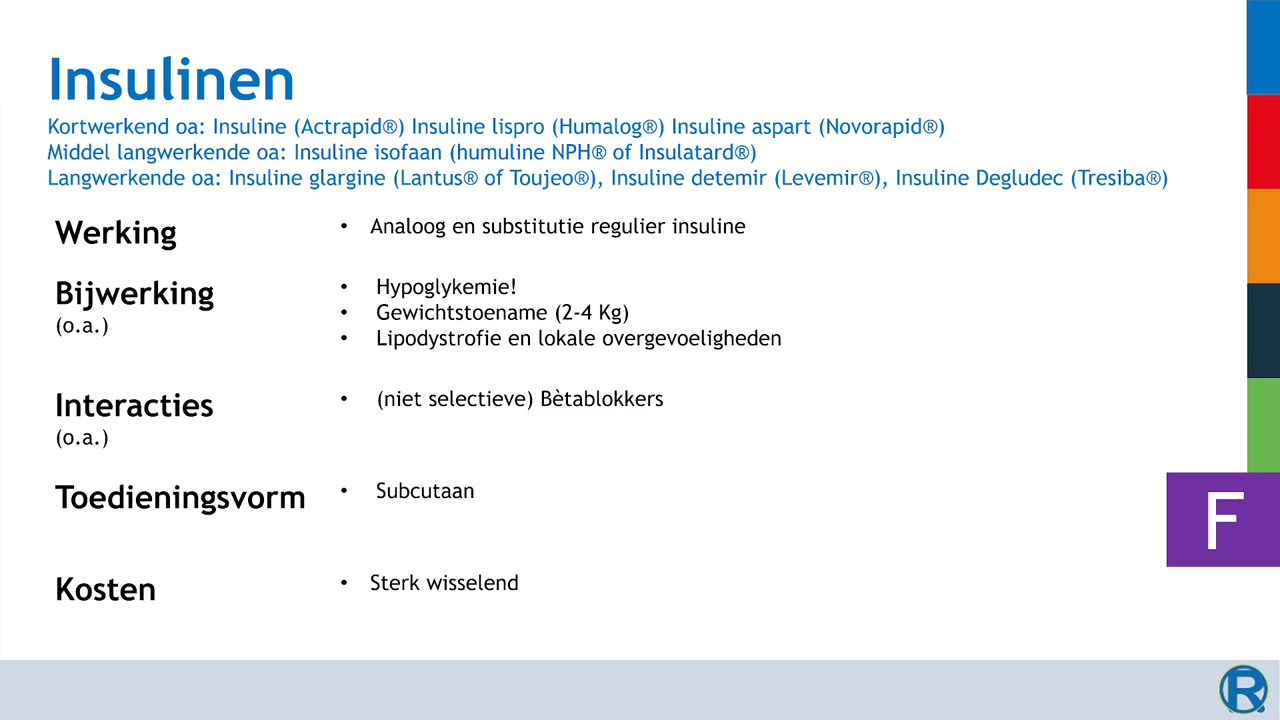 Insulinen
Kortwerkend oa: Insuline (Actrapid®) Insuline lispro (Humalog®) Insuline aspart (Novorapid®)
Middel langwerkende oa: Insuline isofaan (humuline NPH® of Insulatard®)
Langwerkende oa: Insuline glargine (Lantus® of Toujeo®), Insuline detemir (Levemir®), Insuline Degludec (Tresiba®)
Werking
• Analoog en substitutie regulier insuline
Bijwerking
(o.a.)
• Hypoglykemie!
• Gewichtstoename (2-4 Kg)
• Lipodystrofie en lokale overgevoeligheden
Interacties
(o.a.)
• (niet selectieve) Bètablokkers
Toedieningsvorm
• Subcutaan
F
Kosten
• Sterk wisselend
R